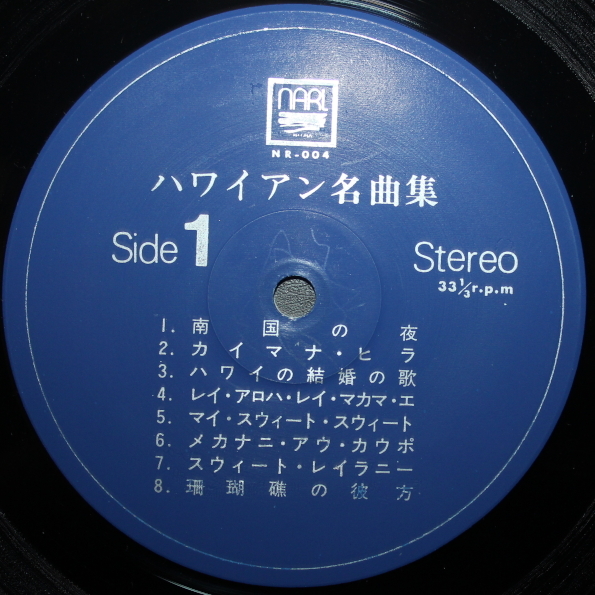 NARL
NR-004
ハワイアン名曲集
Side 1
Stereo
33⅓r.p.m
1. 南国の夜
2. カイマナ・ヒラ
3. ハワイの結婚の歌
4. レイ・アロハ・レイ・マカマ・エ
5. マイ・スウィート・スウィート
6. メカナニ・アウ・カウポ
7. スウィート・レイラニー
8. 珊瑚礁の彼方